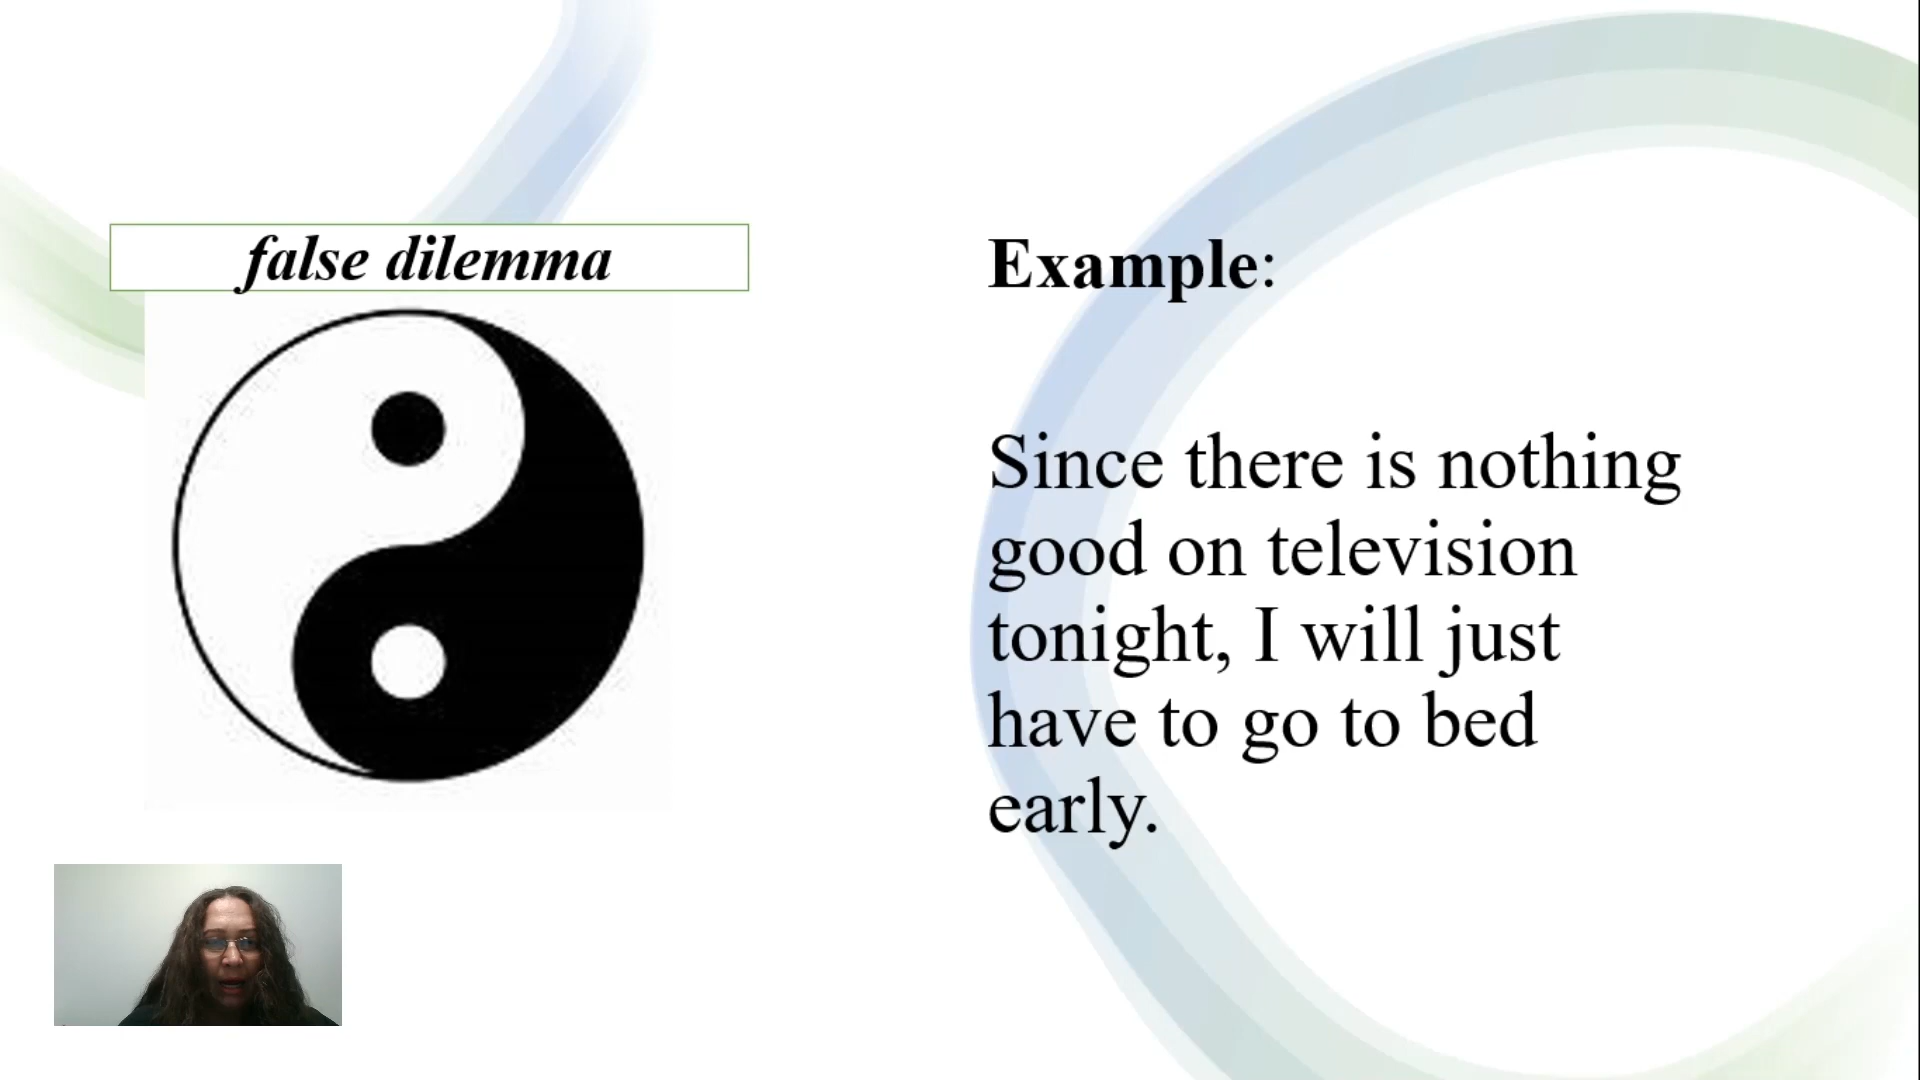 false dilemma
Example:
Since there is nothing
good on television
tonight, I will just
have to go to bed
early.